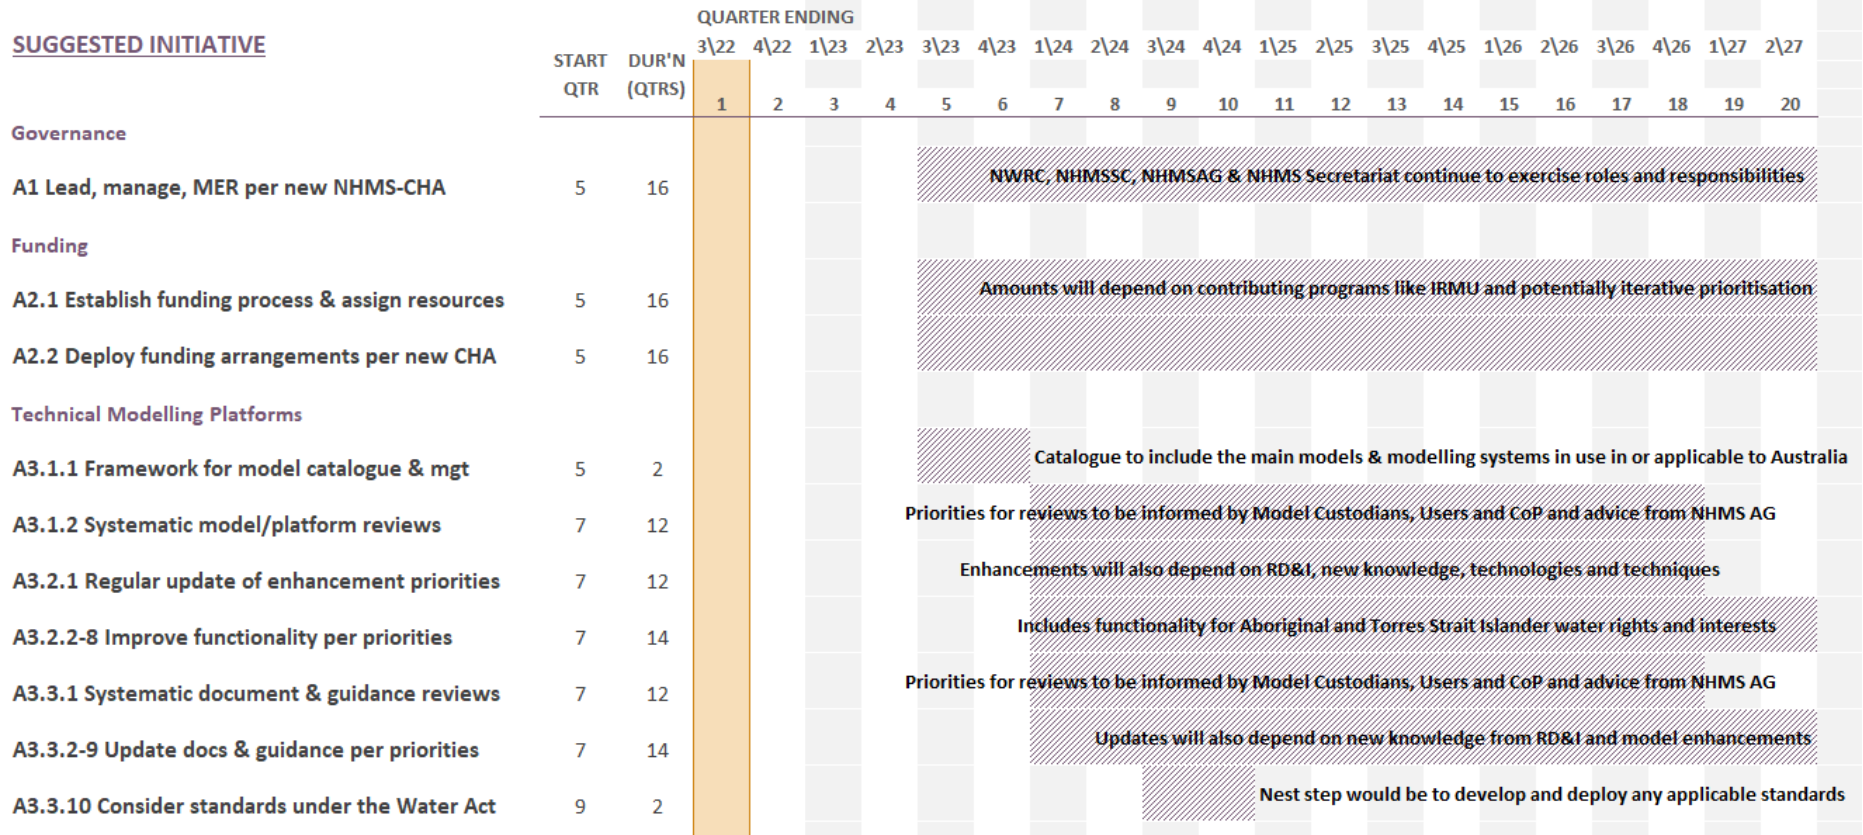 QUARTER ENDING
SUGGESTED INITIATIVE 3\22 4\22 1\23 2\23 3\23 4\23 1\24 2\24 3\24 4\24 1\25 2\25 3\25 4\25 1\26 2\26 3\26 4\26 1\27 2\27
START DUR'N
QTR (QTRS)
1 2 3 4 5 6 7 8 9 10 11 12 13 14 15 16 17 18 19 20
Governance
A1 Lead, manage, MER per new NHMS-CHA 5 16 NWRC, NHMSSC, NHMSAG & NHMS Secretariat continue to exercise roles and responsibilities
Funding
A2.1 Establish funding process & assign resources 5 16 Amounts will depend on contributing programs like IRMU and potentially iterative prioritisation
A2.2 Deploy funding arrangements per new CHA 5 16
Technical Modelling Platforms
A3.1.1 Framework for model catalogue & mgt 5 2 Catalogue to include the main models & modelling systems in use in or applicable to Australia
A3.1.2 Systematic model/platform reviews 7 12 Priorities for reviews to be informed by Model Custodians, Users and CoP and advice from NHMS AG
A3.2.1 Regular update of enhancement priorities 7 12 Enhancements will also depend on RD&I, new knowledge, technologies and techniques
A3.2.2-8 Improve functionality per priorities 7 14 Includes functionality for Aboriginal and Torres Strait Islander water rights and interests
A3.3.1 Systematic document & guidance reviews 7 12 Priorities for reviews to be informed by Model Custodians, Users and CoP and advice from NHMS AG
A3.3.2-9 Update docs & guidance per priorities 7 14 Updates will also depend on new knowledge from RD&I and model enhancements
A3.3.10 Consider standards under the Water Act 9 2 Nest step would be to develop and deploy any applicable standards